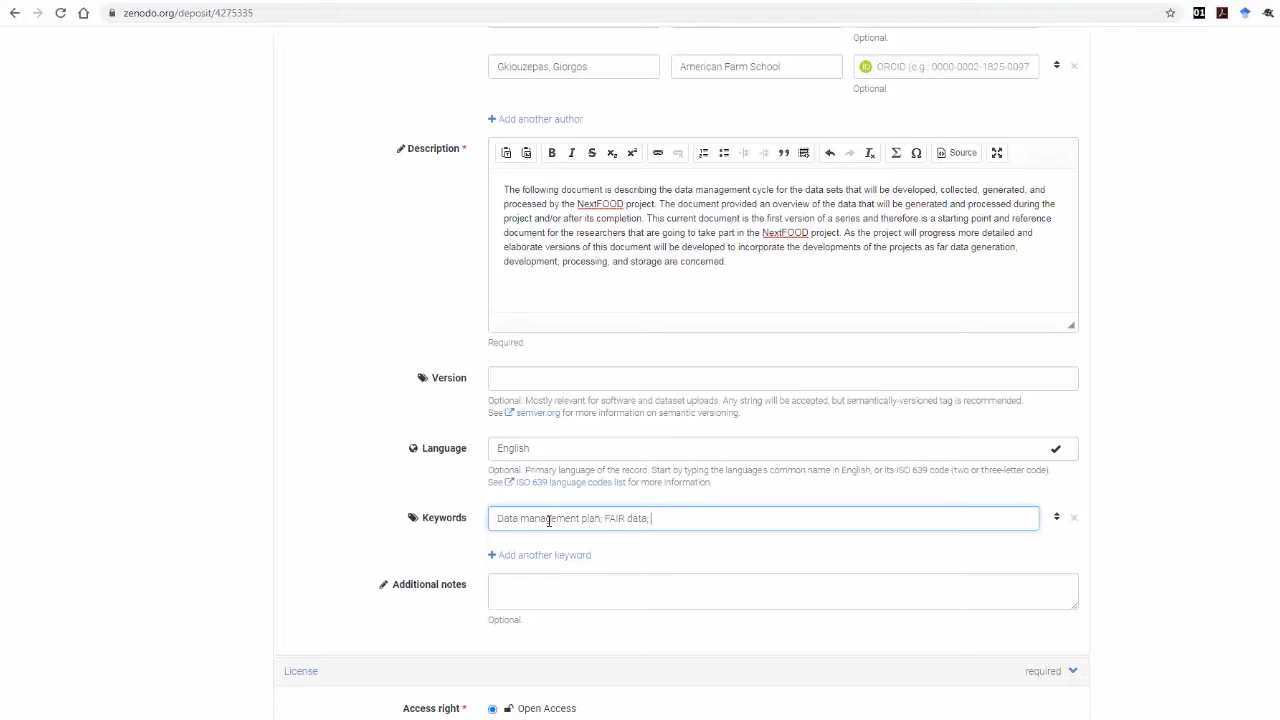 zenodo.org/deposit/4275335
01
Optional.
Gkiouzepas, Giorgos
American Farm School
iD ORCID (e.g.: 0000-0002-1825-0097
Optional.
Add another author
Description *
B I S x₂ x² Σ Ω Source
The following document is describing the data management cycle for the data sets that will be developed, collected, generated, and
processed by the NextFOOD project. The document provided an overview of the data that will be generated and processed during the
project and/or after its completion. This current document is the first version of a series and therefore is a starting point and reference
document for the researchers that are going to take part in the NextFOOD project. As the project will progress more detailed and
elaborate versions of this document will be developed to incorporate the developments of the projects as far data generation,
development, processing, and storage are concerned.
Required.
Version
Optional. Mostly relevant for software and dataset uploads. Any string will be accepted, but semantically-versioned tag is recommended.
See semver.org for more information on semantic versioning.
Language
English
Optional. Primary language of the record. Start by typing the language's common name in English, or its ISO 639 code (two or three-letter code).
See ISO 639 language codes list for more information.
Keywords
Data management plan; FAIR data;
Add another keyword
Additional notes
Optional.
License
required
Access right *
Open Access